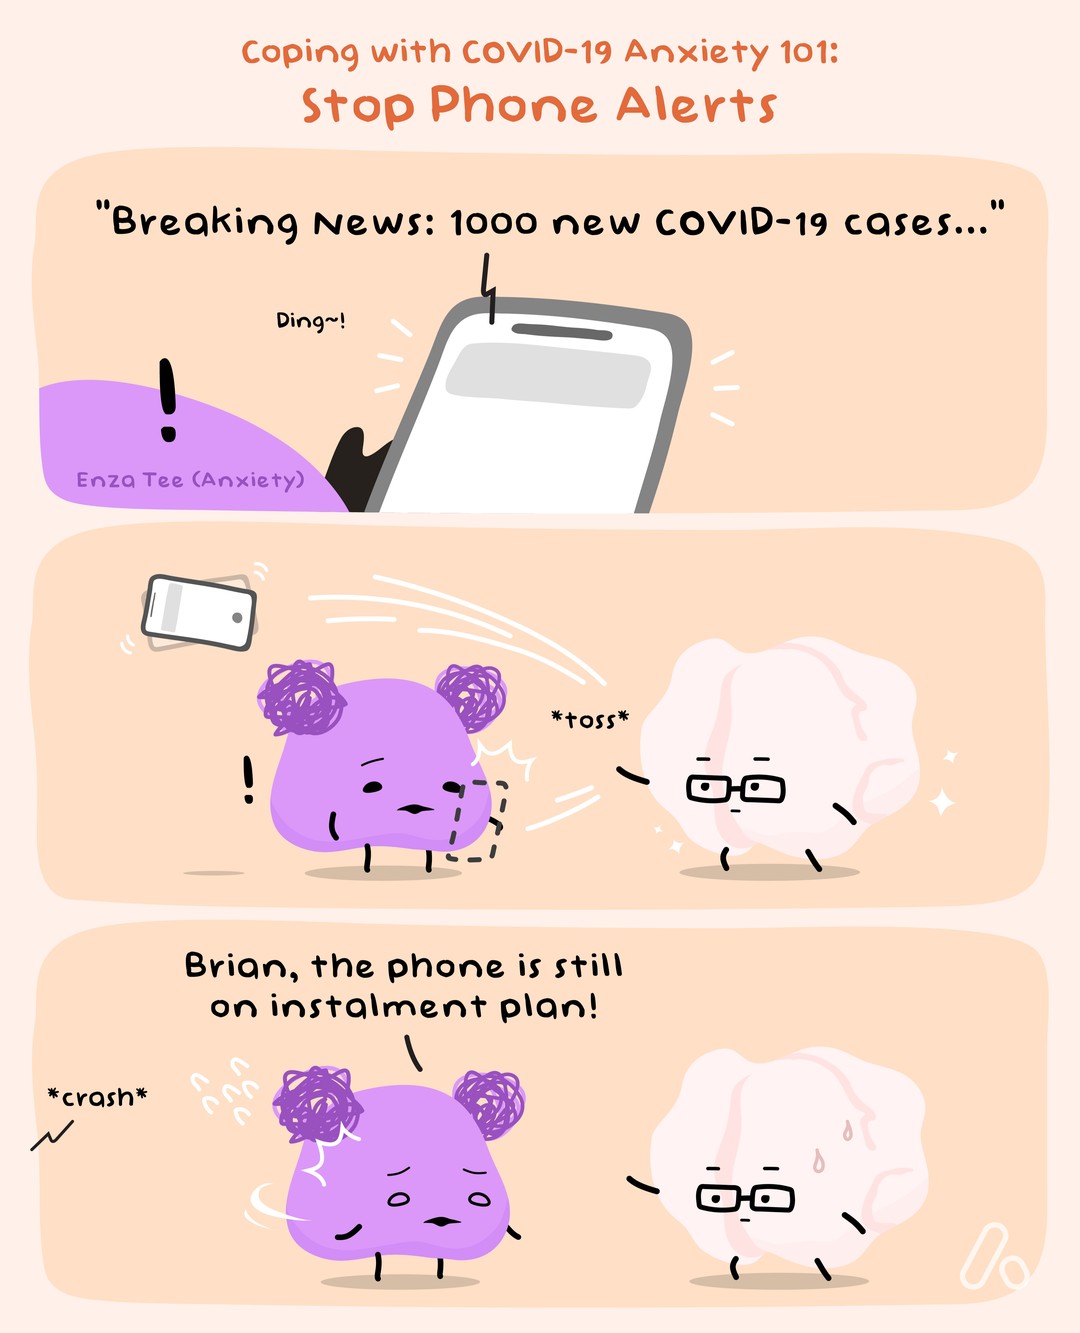 Coping with COVID-19 Anxiety 101:
Stop Phone Alerts
"Breaking News: 1000 new COVID-19 cases..."
Ding~!
!
Enza Tee (Anxiety)
*toss*
!
Brian, the phone is still
on instalment plan!
*crash*